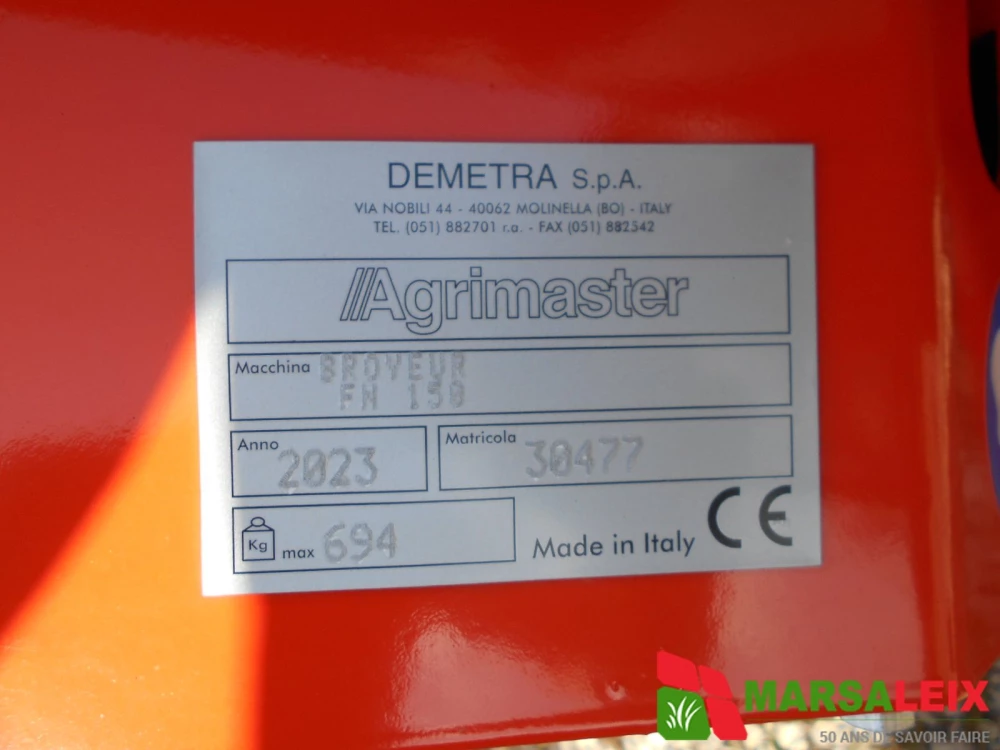 DEMETRA S.p.A.
VIA NOBILI 44 - 40062 MOLINELLA (BO) - ITALY
TEL. (051) 882701 r.a. - FAX (051) 882542
///Agrimaster
Macchina BROYEUR
FH 150
Anno 2023 Matricola 30477
Kg max 694 Made in Italy CE
MARSALEIX
50 ANS DE SAVOIR FAIRE